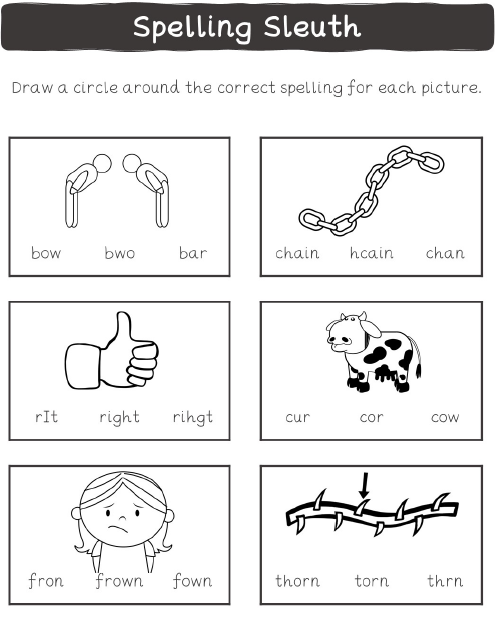 Spelling Sleuth
Draw a circle around the correct spelling for each picture.
bow bwo bar
chain hcain chan
rIt right rihgt
cur cor cow
fron frown fown
thorn torn thrn